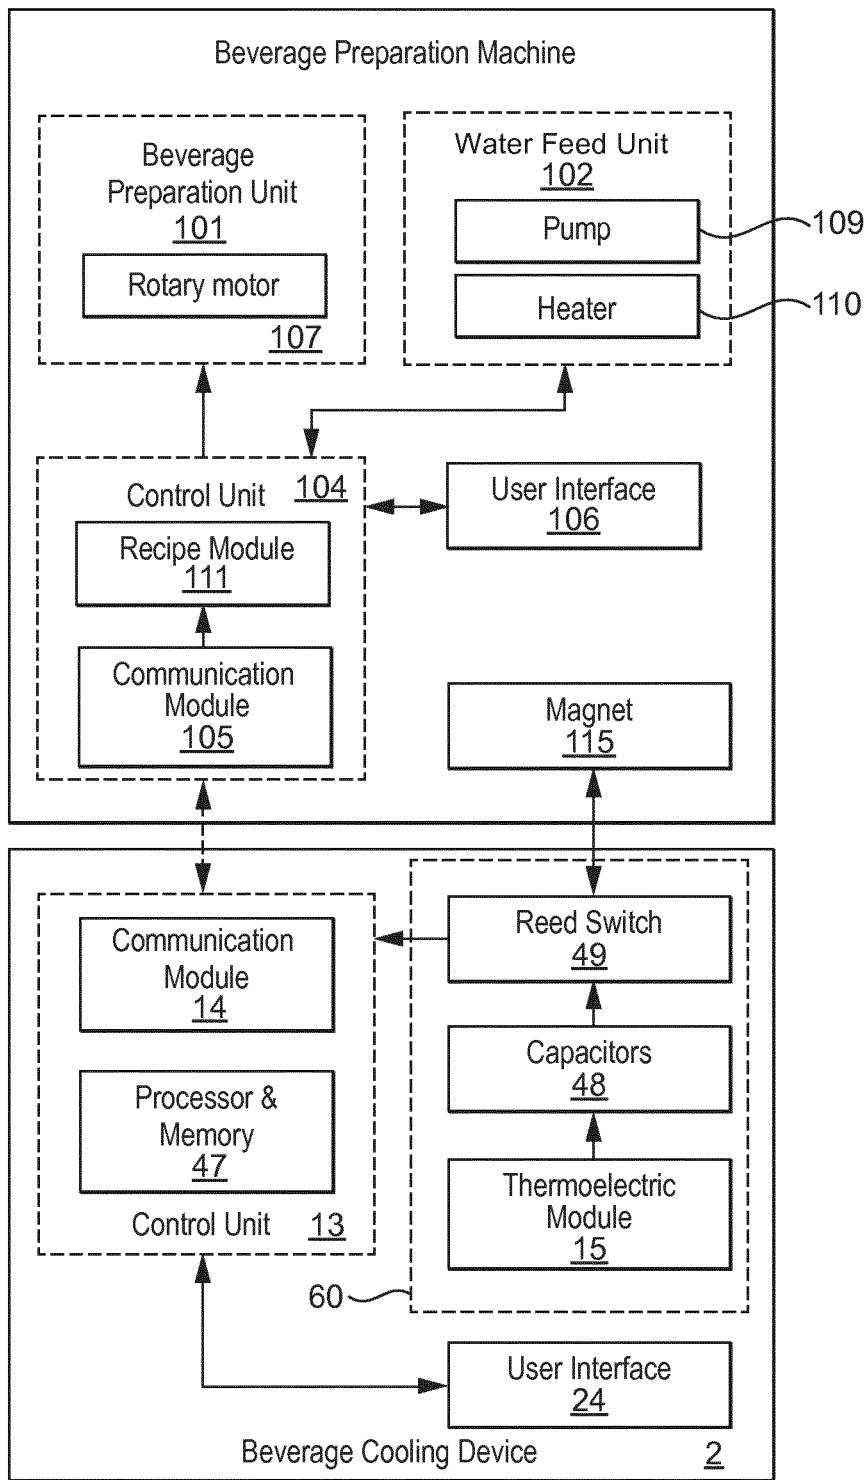 Beverage Preparation Machine
Beverage
Preparation Unit
101
Rotary motor
107
Water Feed Unit
102
Pump
109
Heater
110
Control Unit
104
Recipe Module
111
Communication
Module
105
User Interface
106
Magnet
115
Communication
Module
14
Processor &
Memory
47
Control Unit
13
Reed Switch
49
Capacitors
48
Thermoelectric
Module
15
60
User Interface
24
Beverage Cooling Device
2